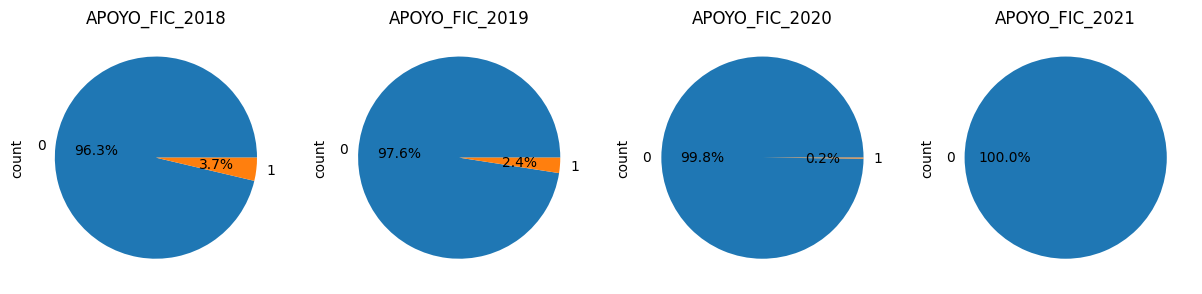 APOYO_FIC_2018
count
0
96.3%
3.7%
1
APOYO_FIC_2019
count
0
97.6%
2.4%
1
APOYO_FIC_2020
count
0
99.8%
0.2%
1
APOYO_FIC_2021
count
0
100.0%